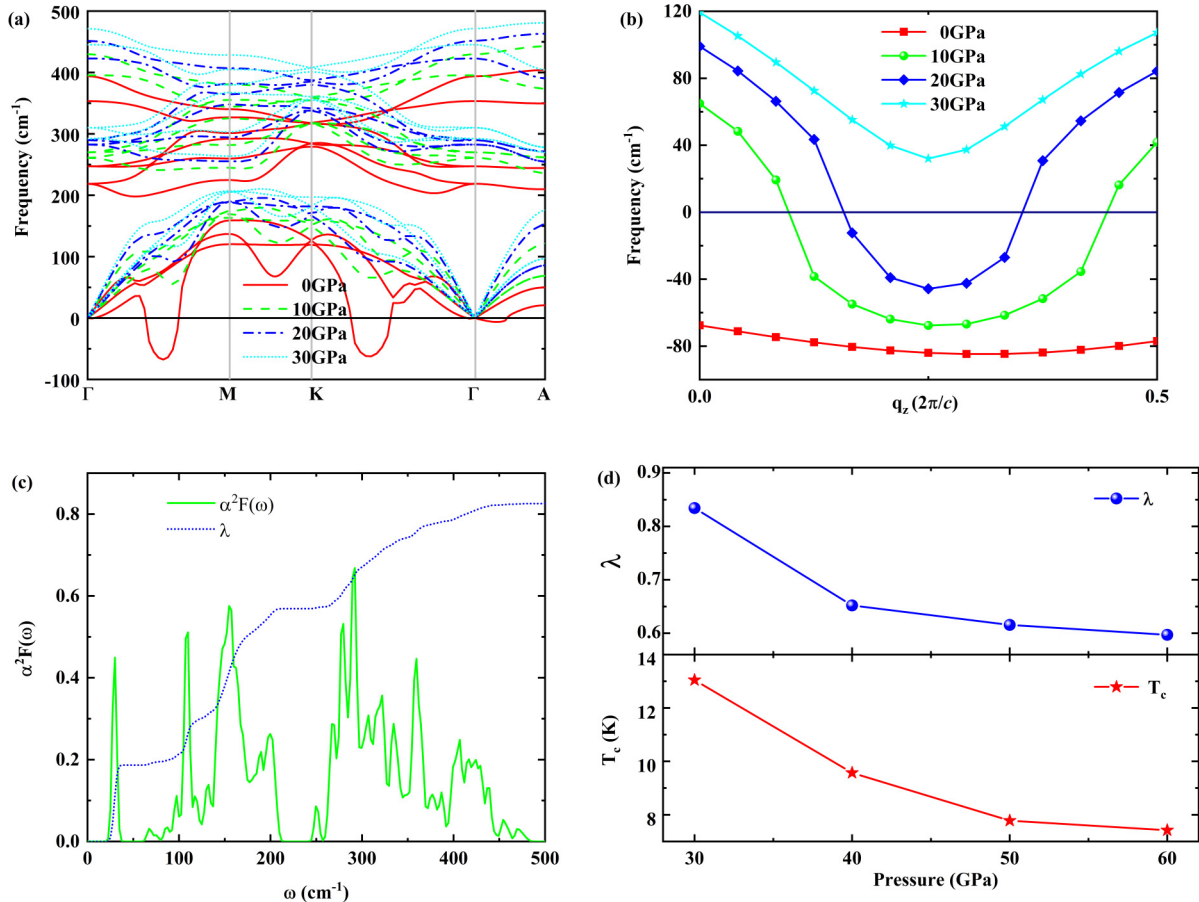 (a)
500
400
300
200
100
0
-100
Frequency (cm⁻¹)
0GPa
10GPa
20GPa
30GPa
Γ M K Γ A
(b)
120
80
40
0
-40
-80
Frequency (cm⁻¹)
0GPa
10GPa
20GPa
30GPa
0.0 0.5
q_z (2π/c)
(c)
0.8
0.6
0.4
0.2
0.0
α²F(ω)
α²F(ω)
λ
0 100 200 300 400 500
ω (cm⁻¹)
(d)
0.9
0.8
0.7
0.6
λ
λ
14
12
10
8
T_c (K)
T_c
30 40 50 60
Pressure (GPa)